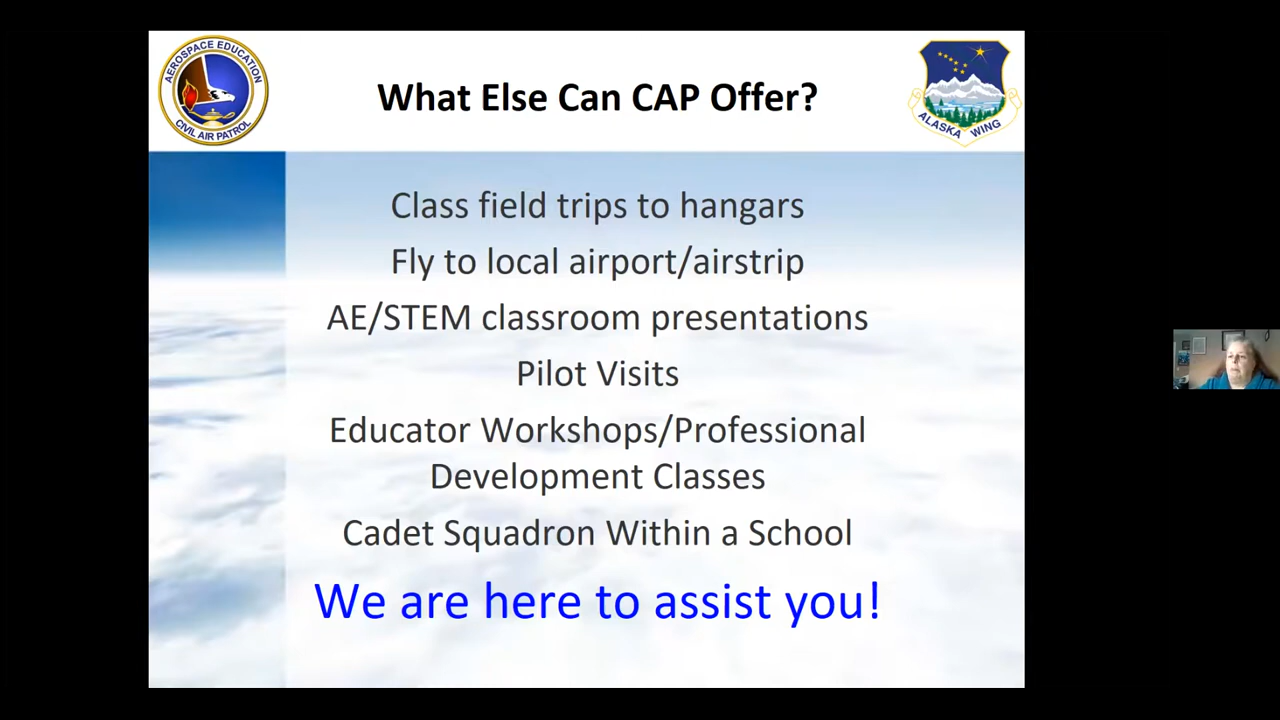 AEROSPACE EDUCATION
CIVIL AIR PATROL
What Else Can CAP Offer?
ALASKA WING
Class field trips to hangars
Fly to local airport/airstrip
AE/STEM classroom presentations
Pilot Visits
Educator Workshops/Professional
Development Classes
Cadet Squadron Within a School
We are here to assist you!